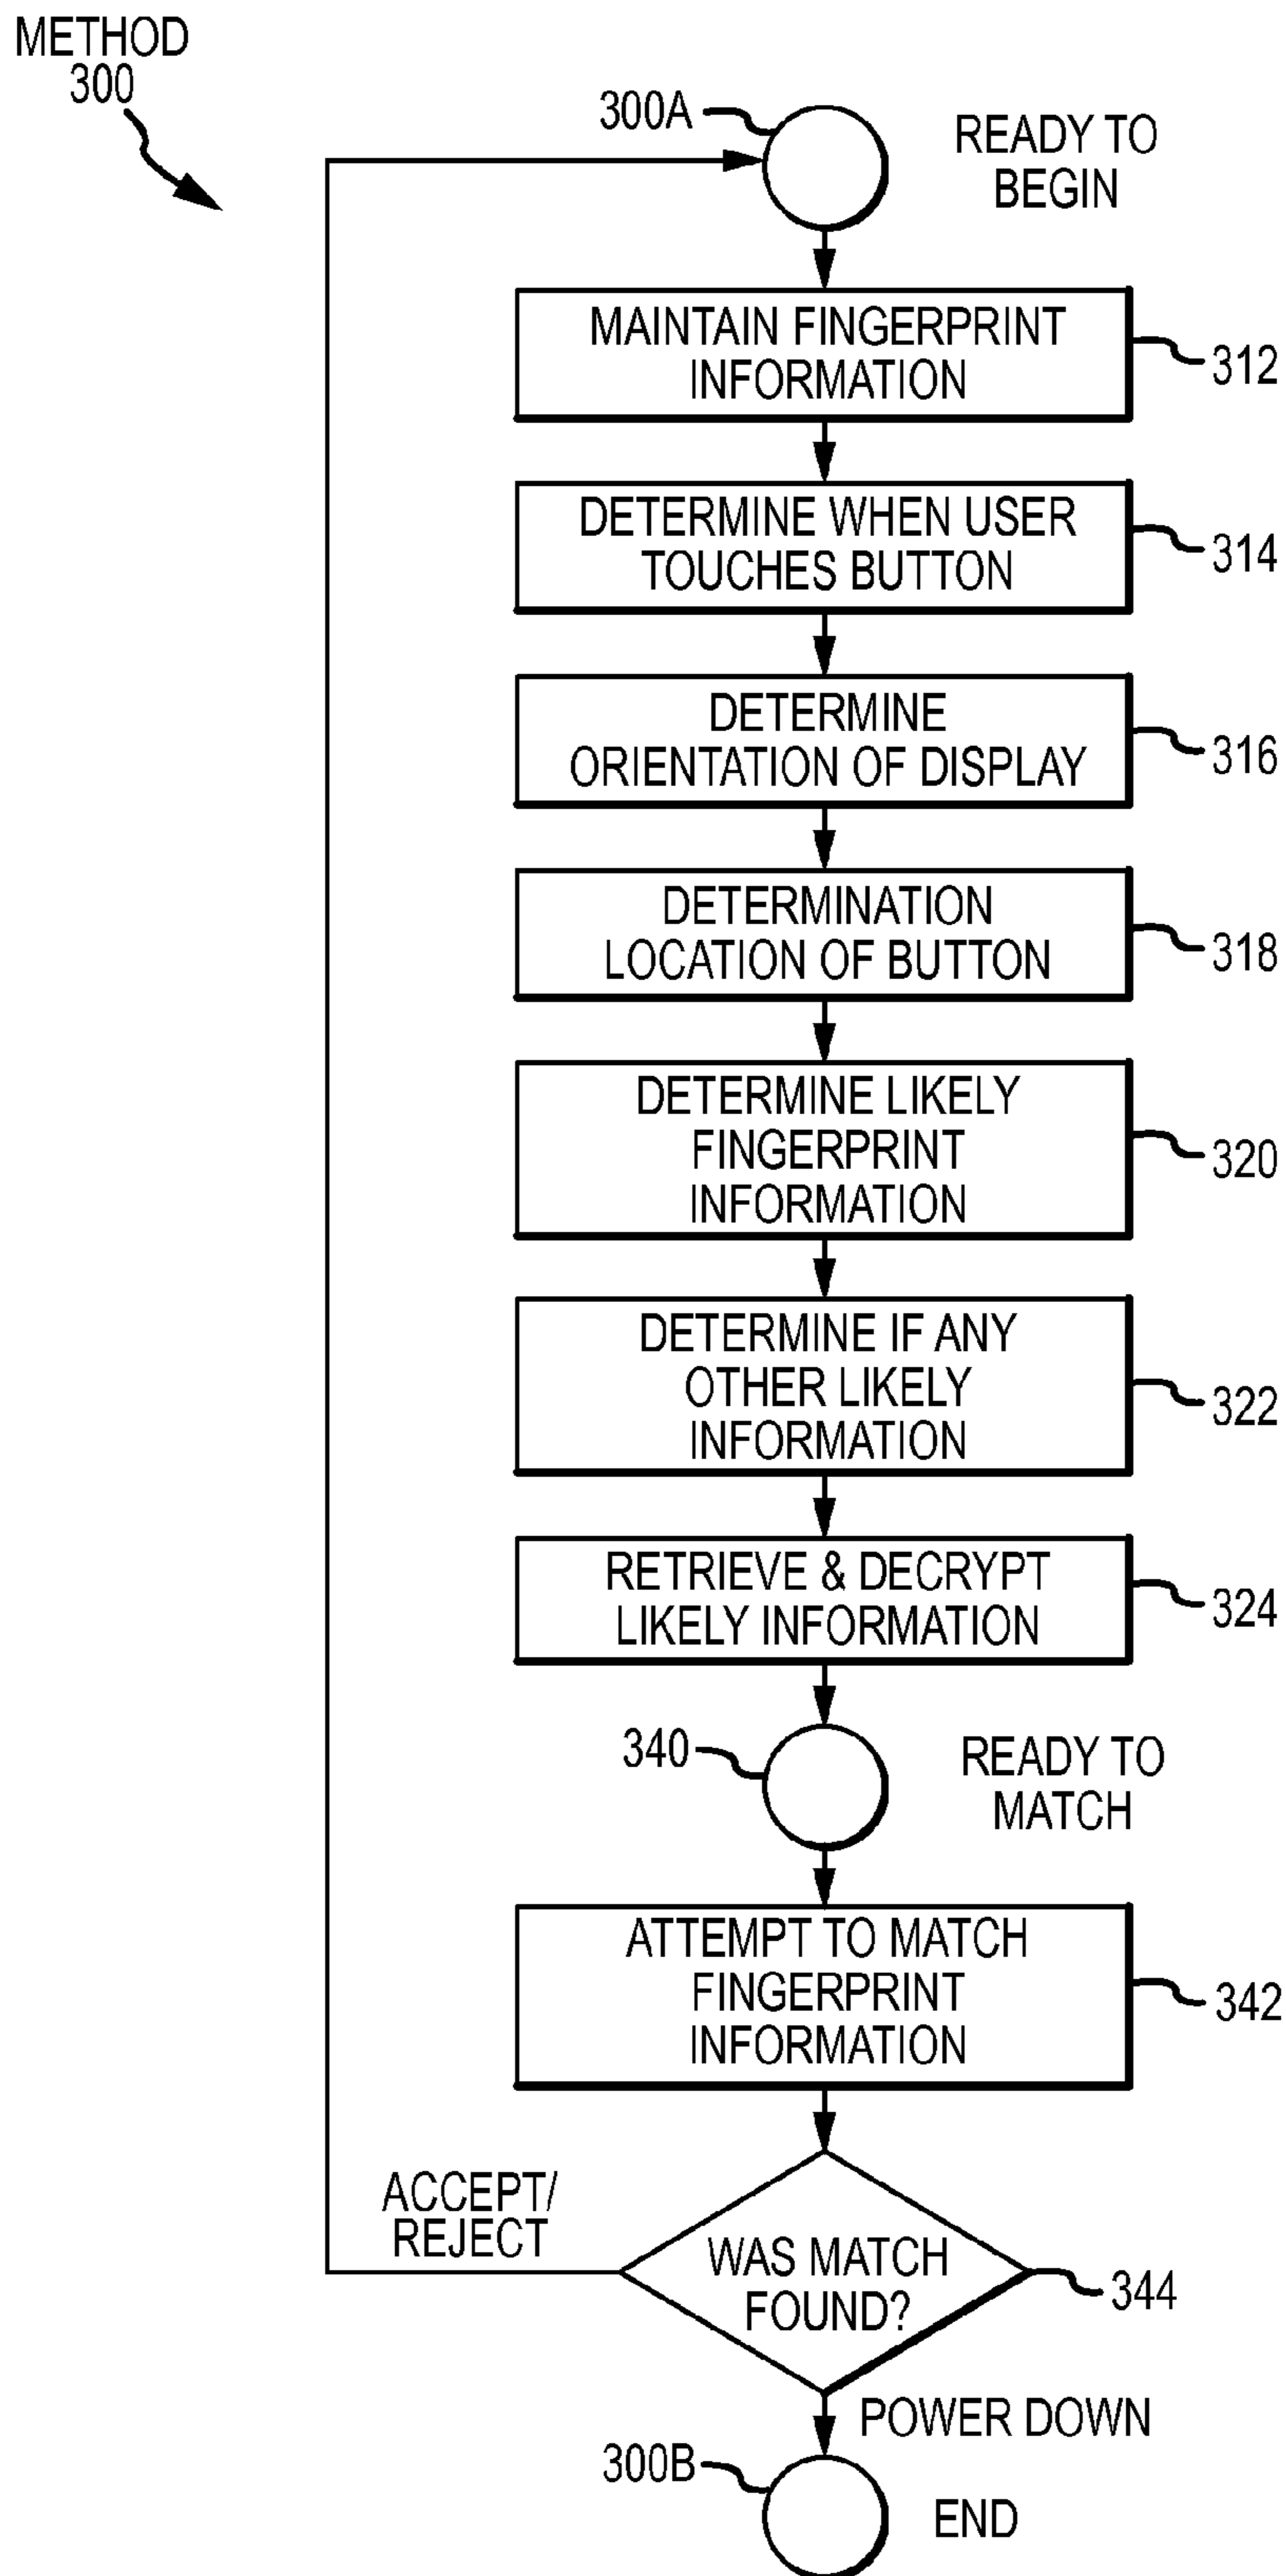 METHOD
300
300A
READY TO
BEGIN
MAINTAIN FINGERPRINT
INFORMATION
312
DETERMINE WHEN USER
TOUCHES BUTTON
314
DETERMINE
ORIENTATION OF DISPLAY
316
DETERMINATION
LOCATION OF BUTTON
318
DETERMINE LIKELY
FINGERPRINT
INFORMATION
320
DETERMINE IF ANY
OTHER LIKELY
INFORMATION
322
RETRIEVE & DECRYPT
LIKELY INFORMATION
324
340
READY TO
MATCH
ATTEMPT TO MATCH
FINGERPRINT
INFORMATION
342
ACCEPT/
REJECT
WAS MATCH
FOUND?
344
POWER DOWN
300B
END